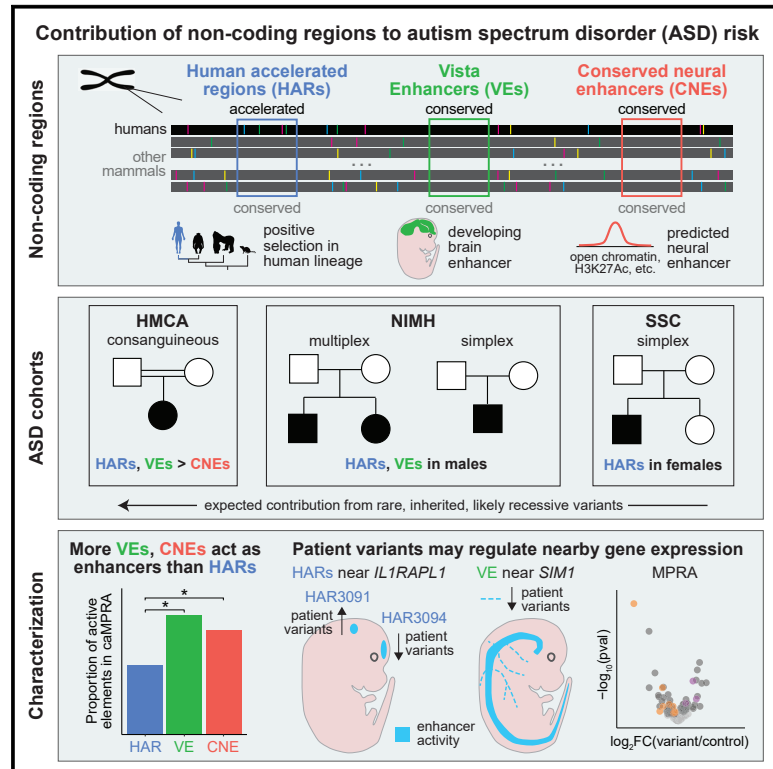 Contribution of non-coding regions to autism spectrum disorder (ASD) risk
Non-coding regions
Human accelerated
regions (HARs)
accelerated
Vista
Enhancers (VEs)
conserved
Conserved neural
enhancers (CNEs)
conserved
humans
other
mammals
...
...
conserved
conserved
conserved
positive
selection in
human lineage
developing
brain
enhancer
open chromatin,
H3K27Ac, etc.
predicted
neural
enhancer
ASD cohorts
HMCA
consanguineous
HARs, VEs > CNEs
NIMH
multiplex
simplex
HARs, VEs in males
SSC
simplex
HARs in females
expected contribution from rare, inherited, likely recessive variants
Characterization
More VEs, CNEs act as
enhancers than HARs
Proportion of active
elements in caMPRA
*
*
HAR
VE
CNE
Patient variants may regulate nearby gene expression
HARs near IL1RAPL1
HAR3091
patient
variants
HAR3094
patient
variants
enhancer
activity
VE near SIM1
patient
variants
MPRA
−log10(pval)
log2FC(variant/control)